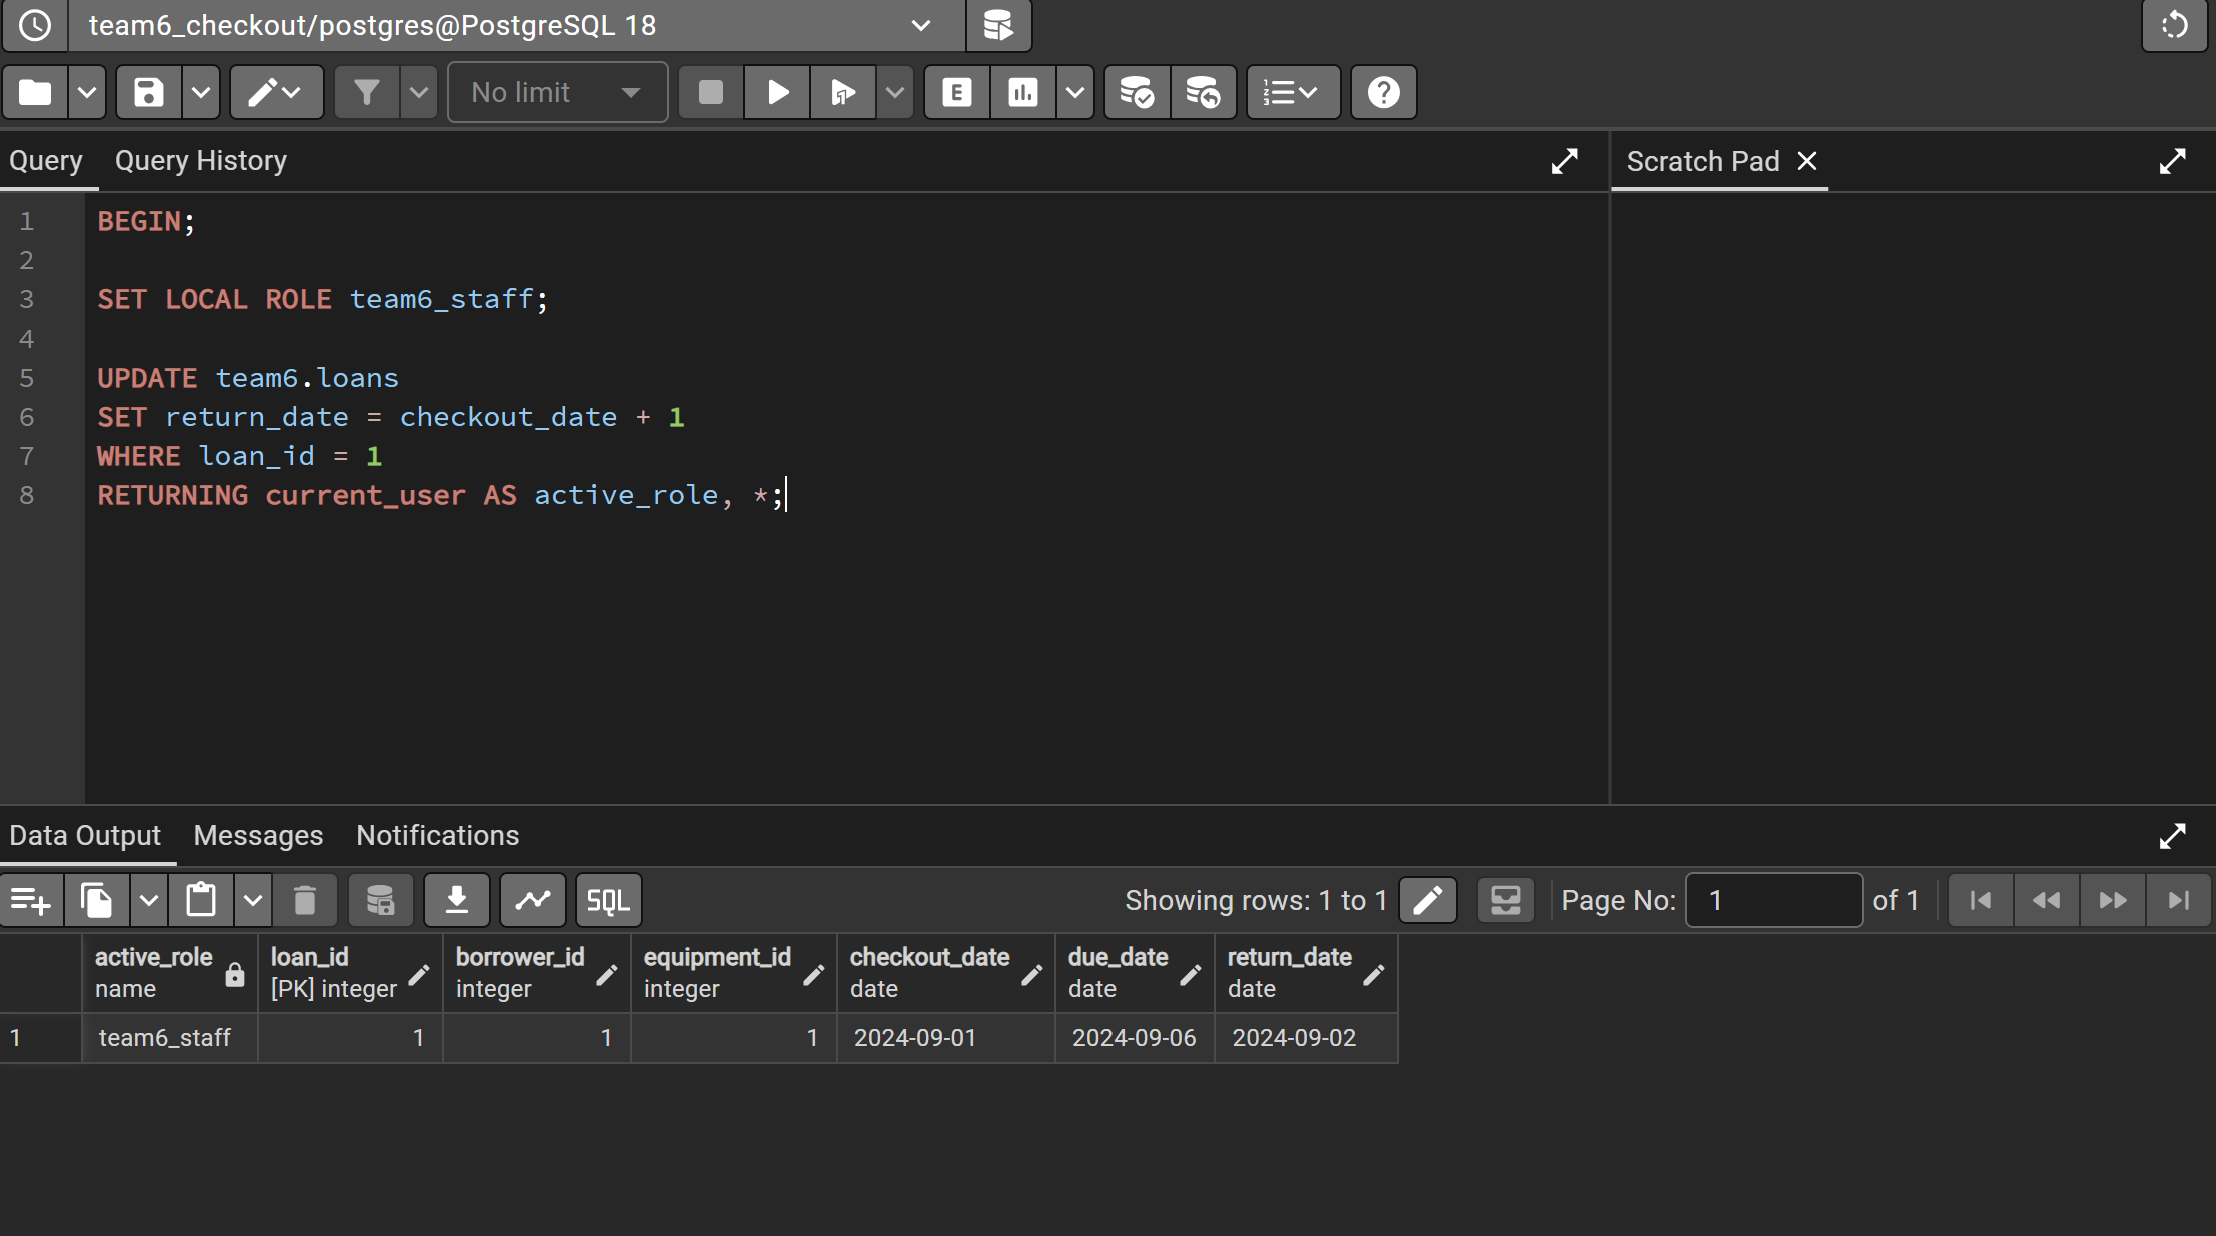 team6_checkout/postgres@PostgreSQL 18
No limit
E
Query Query History
Scratch Pad
1 BEGIN;
2
3 SET LOCAL ROLE team6_staff;
4
5 UPDATE team6.loans
6 SET return_date = checkout_date + 1
7 WHERE loan_id = 1
8 RETURNING current_user AS active_role, *;
Data Output Messages Notifications
SQL Showing rows: 1 to 1 Page No: 1 of 1
active_role loan_id borrower_id equipment_id checkout_date due_date return_date
name [PK] integer integer integer date date date
1 team6_staff 1 1 1 2024-09-01 2024-09-06 2024-09-02